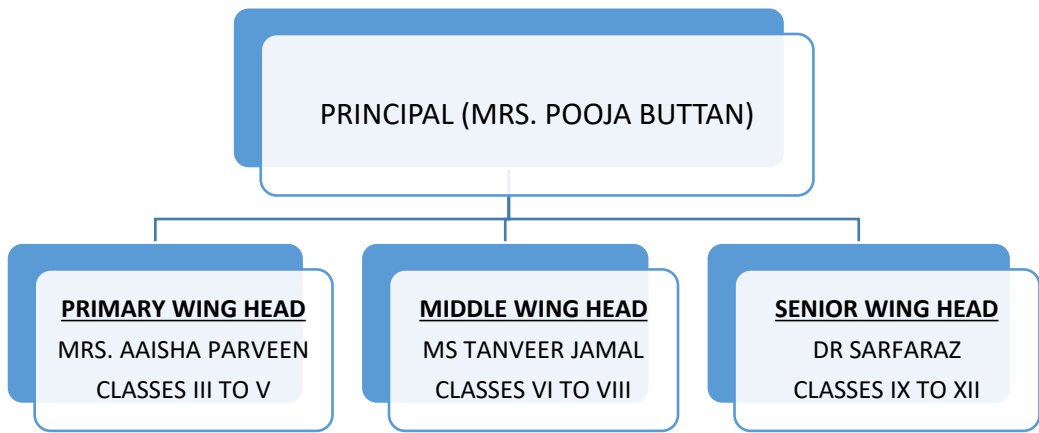 PRINCIPAL (MRS. POOJA BUTTAN)
PRIMARY WING HEAD
MRS. AAISHA PARVEEN
CLASSES III TO V
MIDDLE WING HEAD
MS TANVEER JAMAL
CLASSES VI TO VIII
SENIOR WING HEAD
DR SARFARAZ
CLASSES IX TO XII